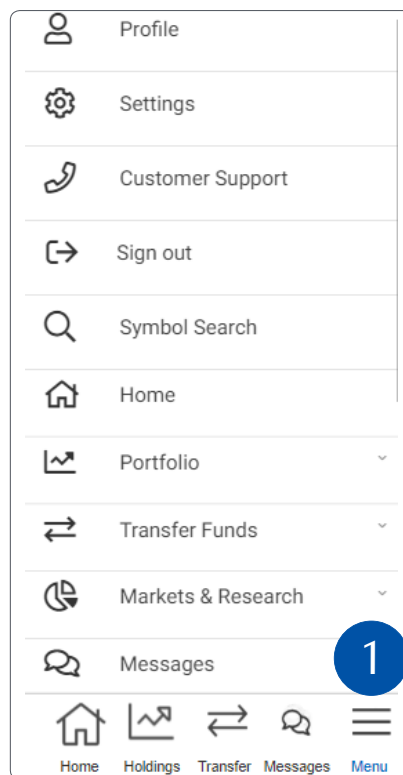 Profile
Settings
Customer Support
Sign out
Symbol Search
Home
Portfolio
Transfer Funds
Markets & Research
Messages
1
Home Holdings Transfer Messages Menu